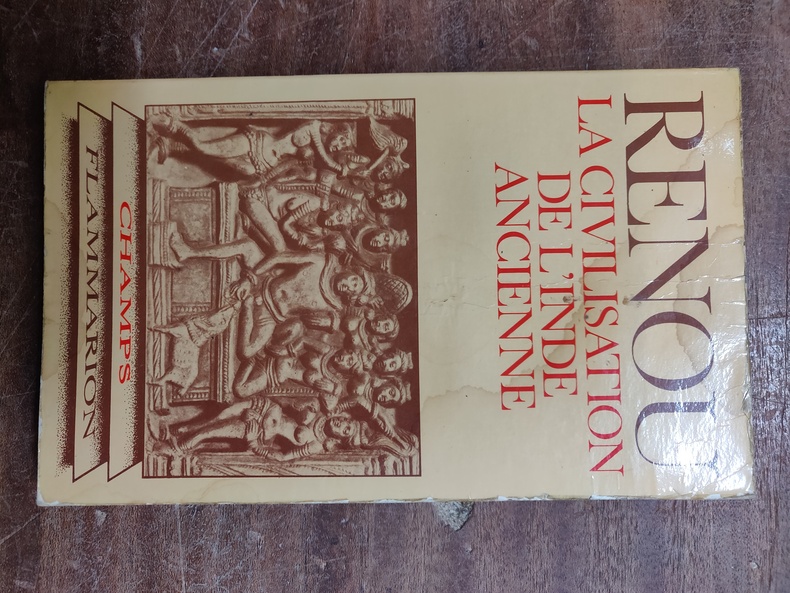 RENOU
LA CIVILISATION
DE L'INDE
ANCIENNE
CHAMPS
FLAMMARION